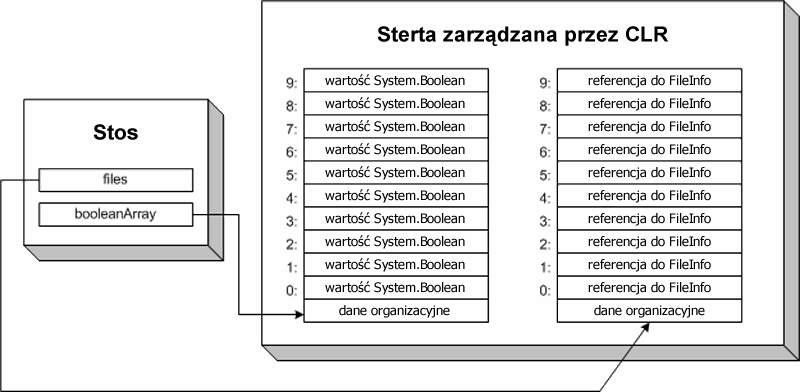 Sterta zarządzana przez CLR
9: wartość System.Boolean 9: referencja do FileInfo
8: wartość System.Boolean 8: referencja do FileInfo
7: wartość System.Boolean 7: referencja do FileInfo
6: wartość System.Boolean 6: referencja do FileInfo
5: wartość System.Boolean 5: referencja do FileInfo
4: wartość System.Boolean 4: referencja do FileInfo
3: wartość System.Boolean 3: referencja do FileInfo
2: wartość System.Boolean 2: referencja do FileInfo
1: wartość System.Boolean 1: referencja do FileInfo
0: wartość System.Boolean 0: referencja do FileInfo
dane organizacyjne dane organizacyjne
Stos
files
booleanArray